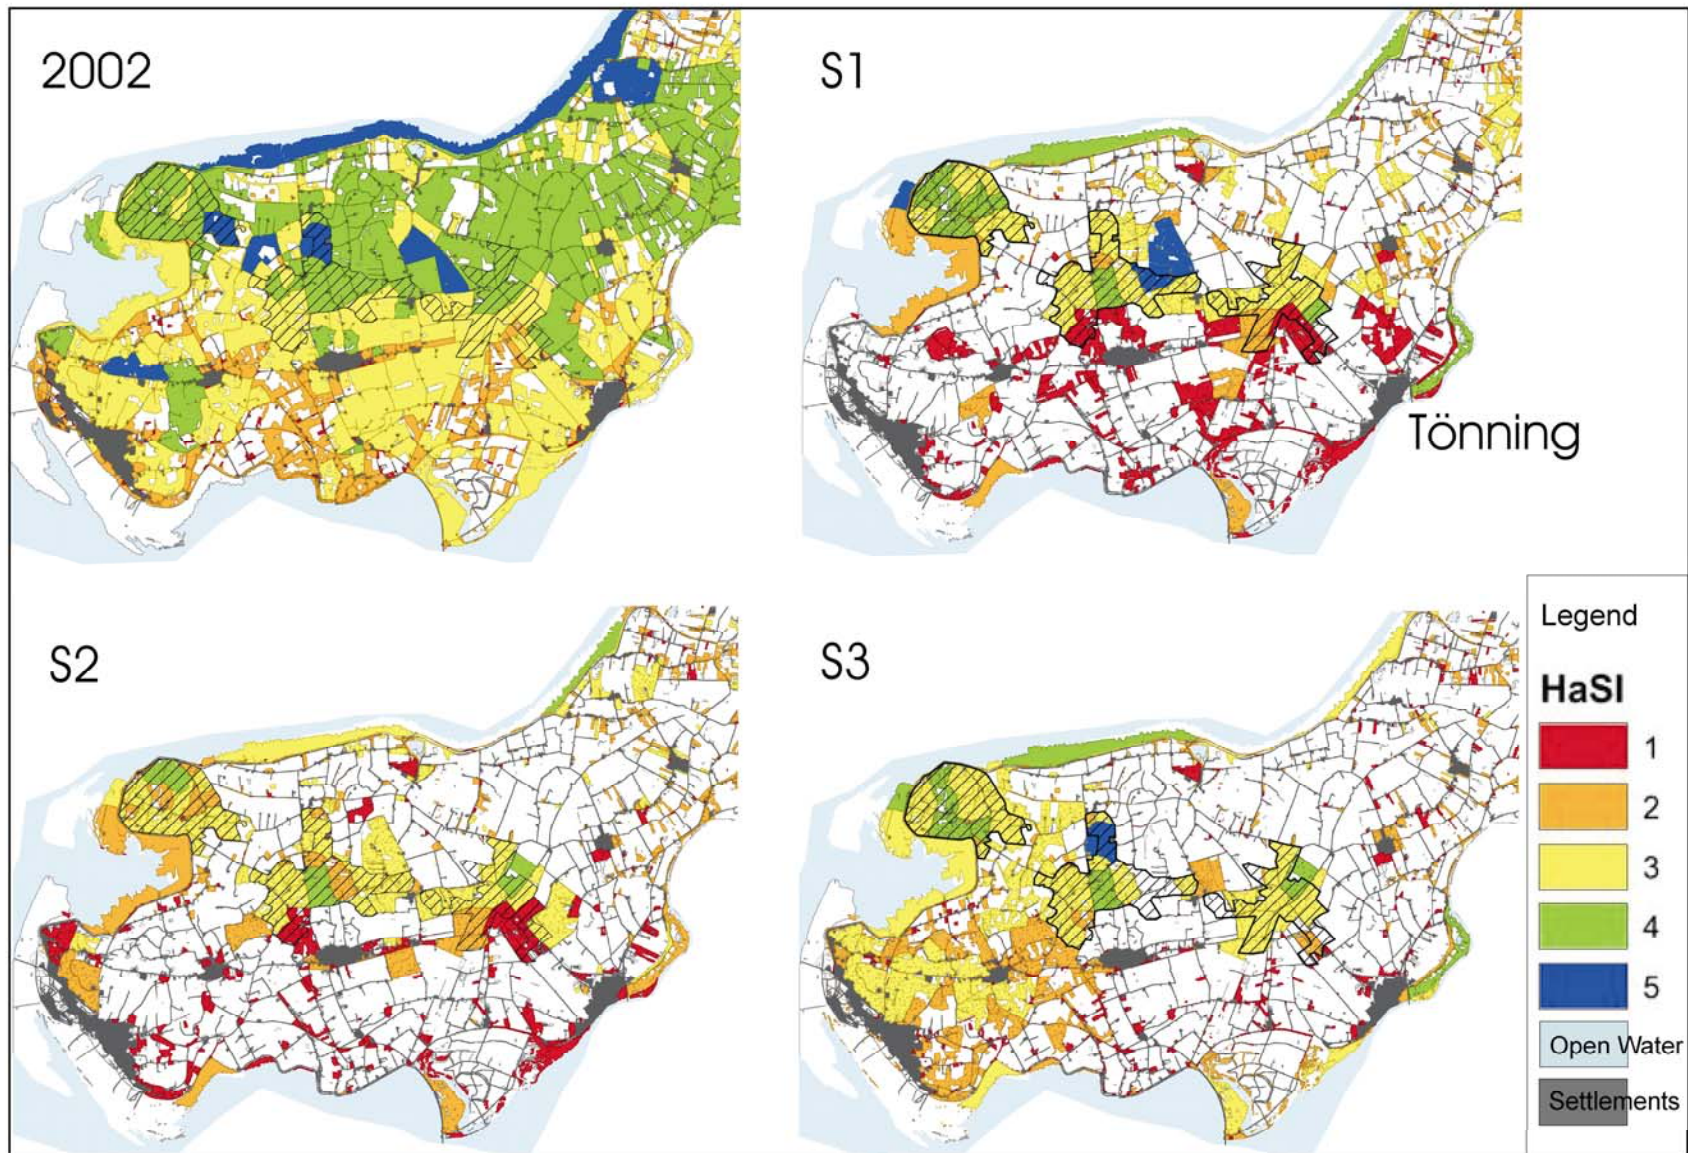 2002
S1
Tönning
S2
S3
Legend
HaSI
1
2
3
4
5
Open Water
Settlements